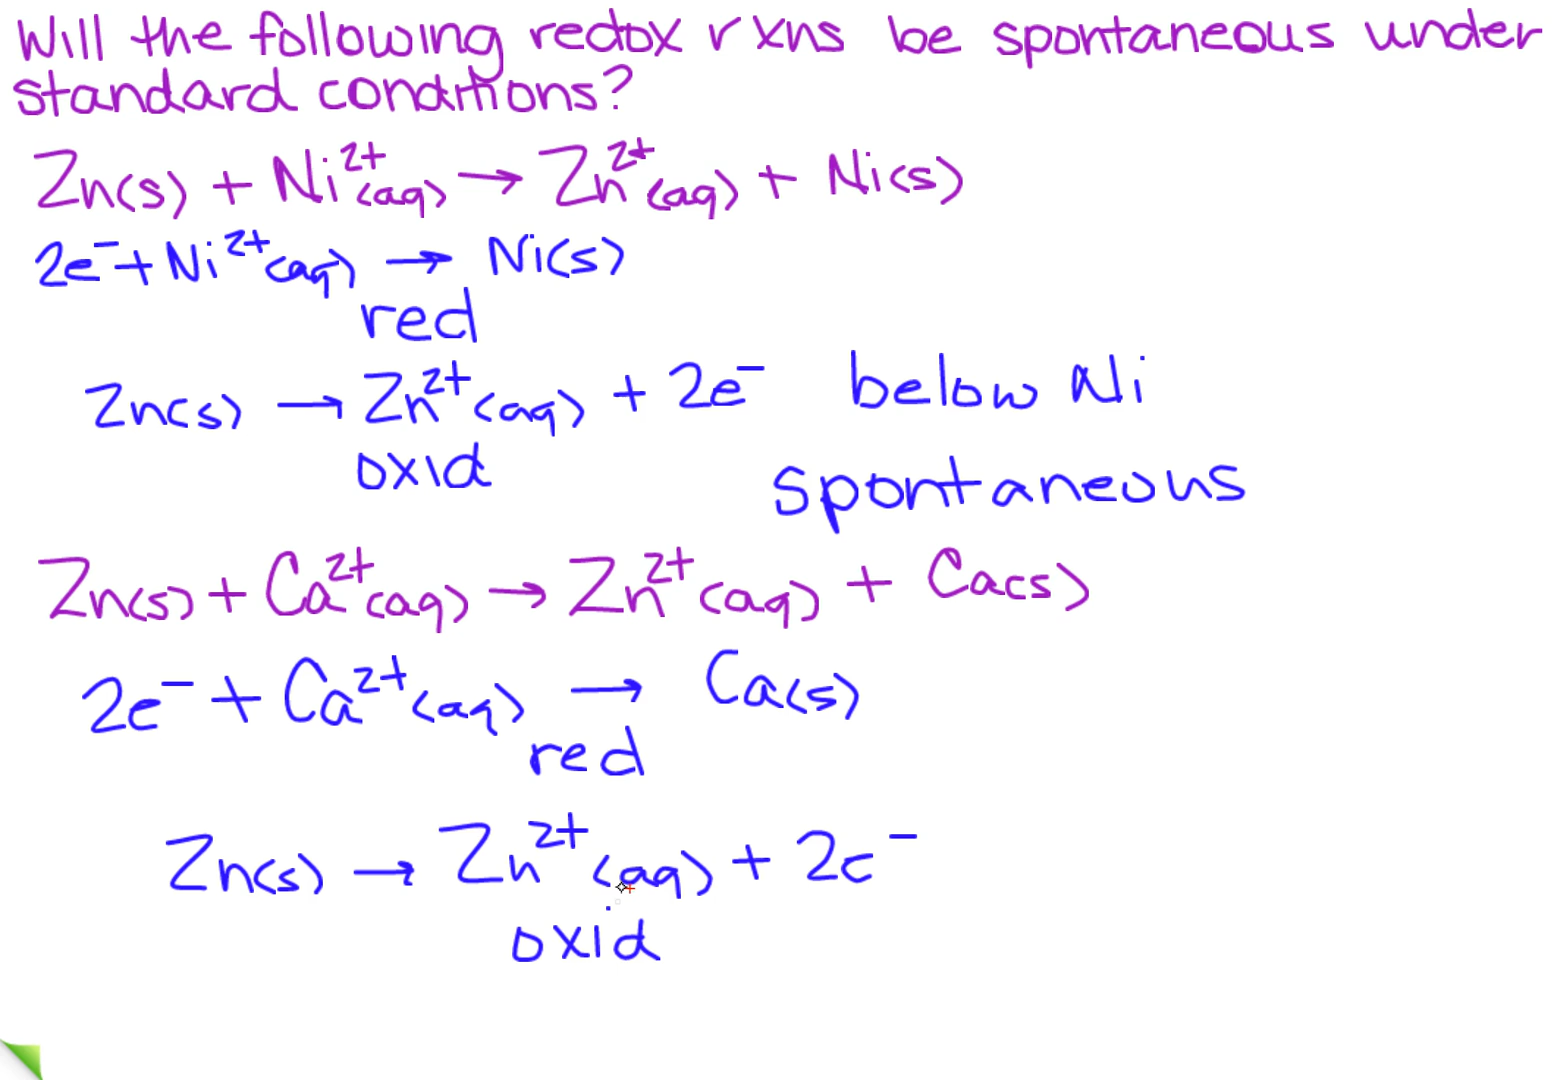 Will the following redox rxns be spontaneous under
standard conditions?
Zn(s) + Ni²⁺(aq) → Zn²⁺(aq) + Ni(s)
2e⁻ + Ni²⁺(aq) → Ni(s)
red
Zn(s) → Zn²⁺(aq) + 2e⁻ below Ni
oxid
spontaneous
Zn(s) + Ca²⁺(aq) → Zn²⁺(aq) + Ca(s)
2e⁻ + Ca²⁺(aq) → Ca(s)
red
Zn(s) → Zn²⁺(aq) + 2e⁻
oxid